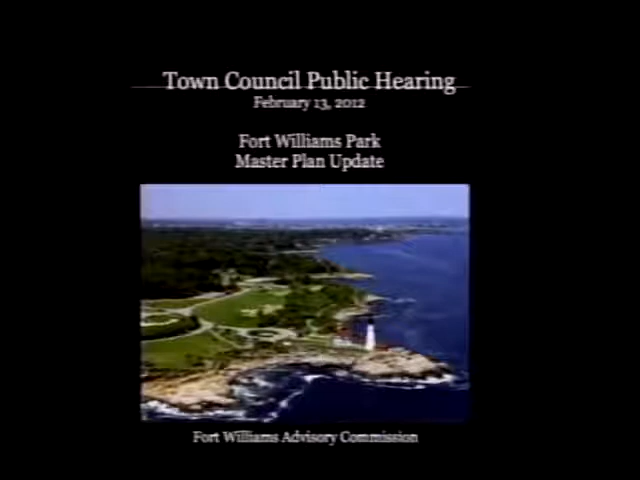 Town Council Public Hearing
February 13, 2012
Fort Williams Park
Master Plan Update
Fort Williams Advisory Commission